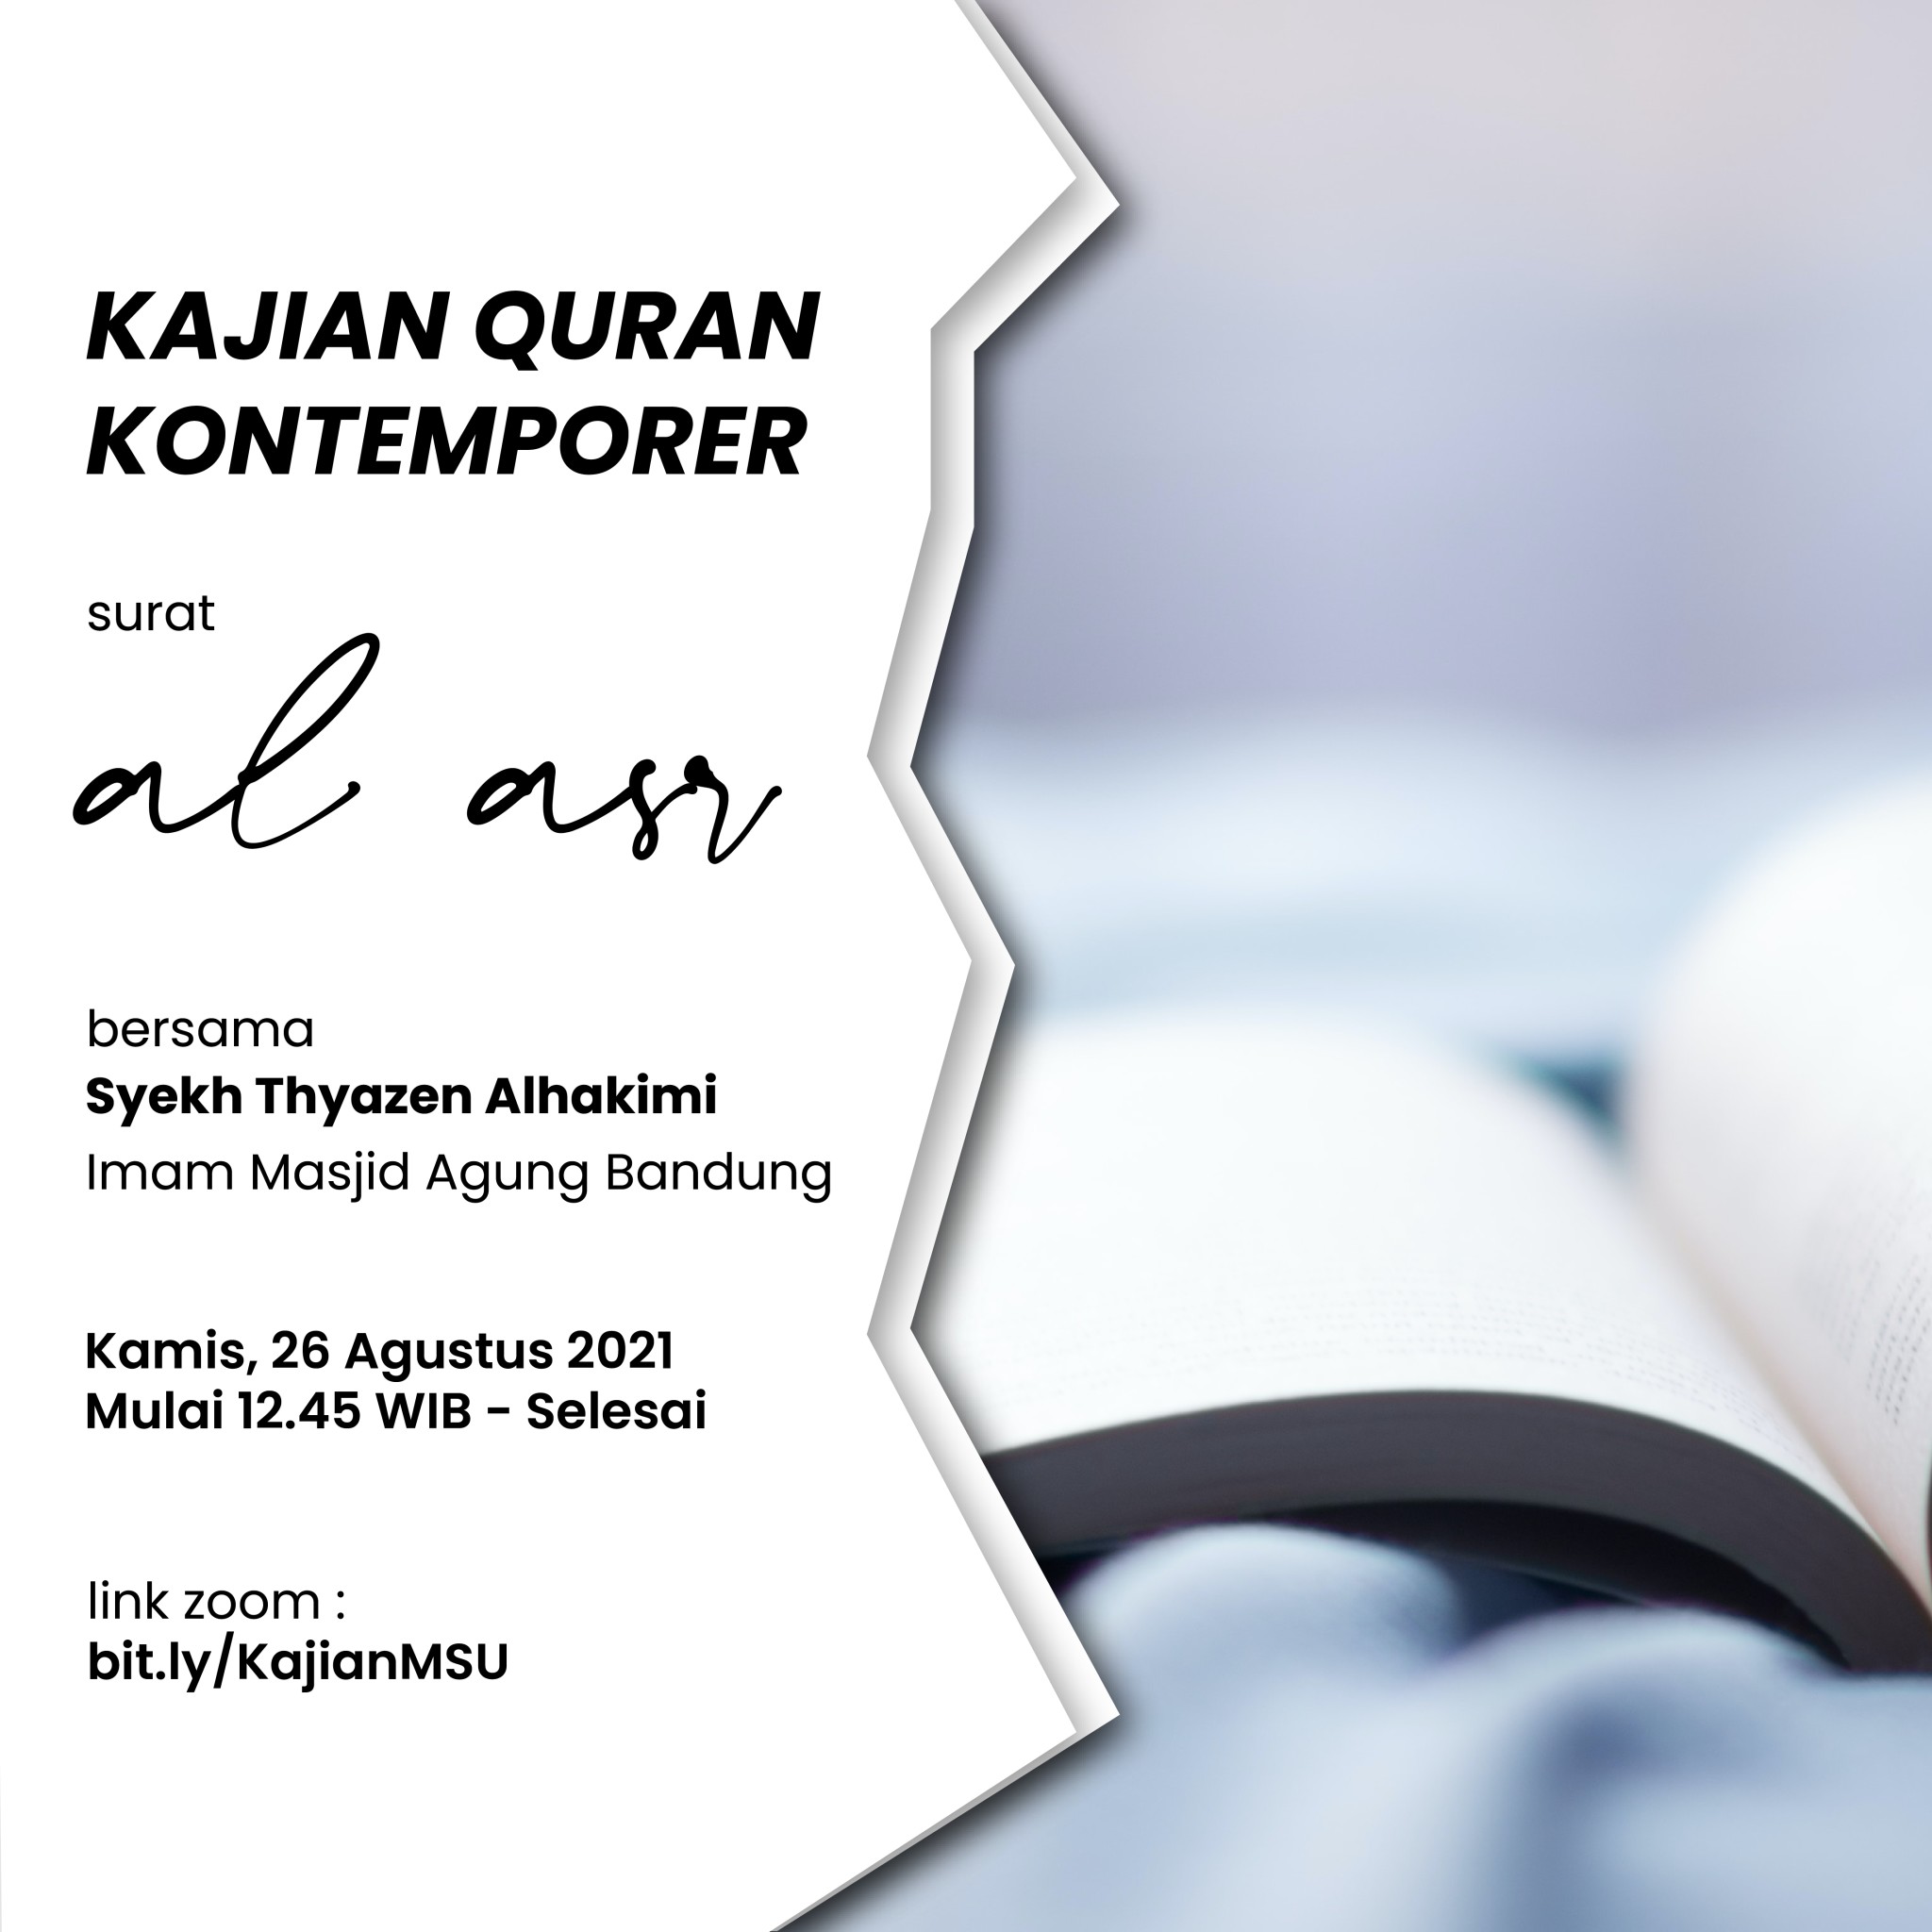 KAJIAN QURAN
KONTEMPORER
surat
al asr
bersama
Syekh Thyazen Alhakimi
Imam Masjid Agung Bandung
Kamis, 26 Agustus 2021
Mulai 12.45 WIB - Selesai
link zoom :
bit.ly/KajianMSU